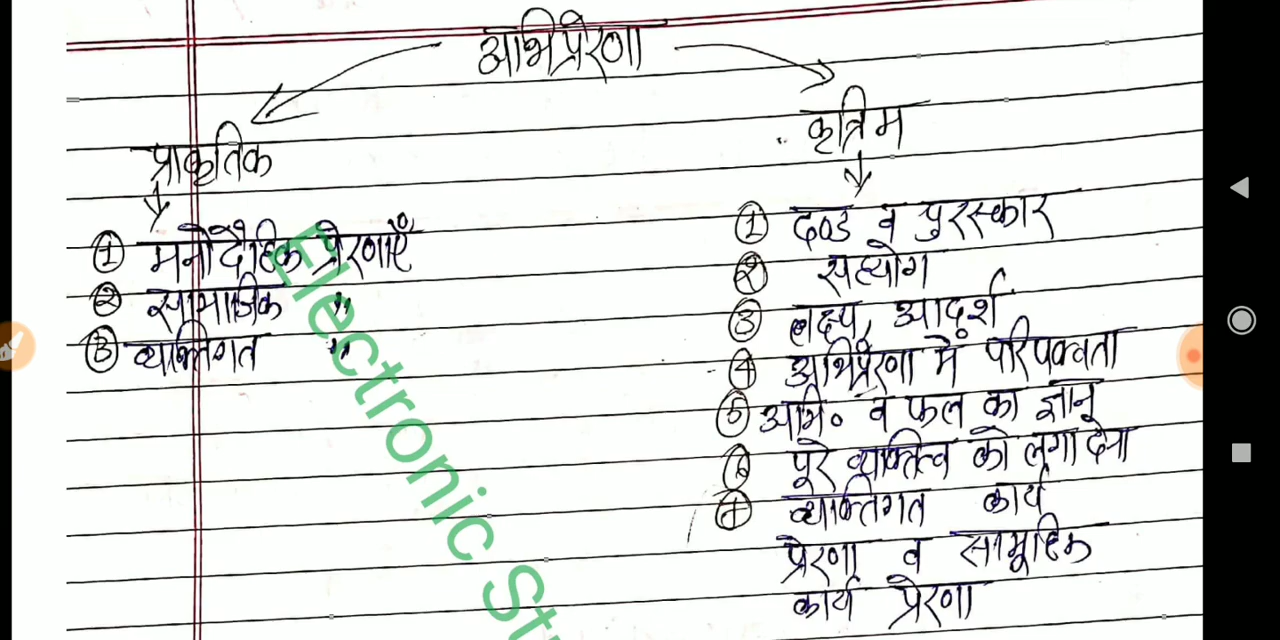 अभिप्रेरणा
प्राकृतिक
① मनोदैहिक प्रेरणाएँ
② सामाजिक "
③ व्यक्तिगत "
कृत्रिम
① दण्ड व पुरस्कार
② सहयोग
③ लक्ष्य, आदर्श
④ अभिप्रेरणा में परिपक्वता
⑤ अभि० व फल का ज्ञान
⑥ पूरे व्यक्तित्व को लगा देना
⑦ व्यक्तिगत कार्य
प्रेरणा व सामूहिक
कार्य प्रेरणा
Electronic